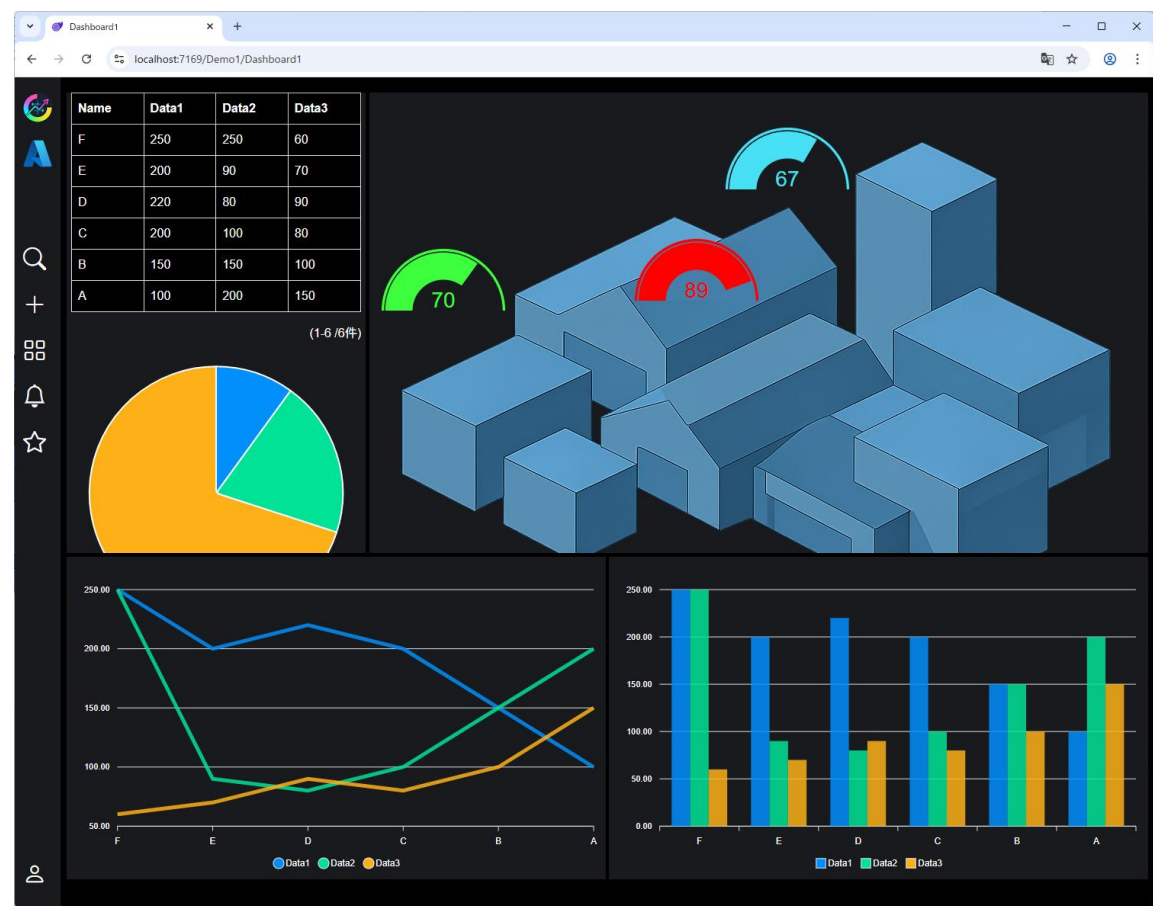 Dashboard1
localhost:7169/Demo1/Dashboard1
Name Data1 Data2 Data3
F 250 250 60
E 200 90 70
D 220 80 90
C 200 100 80
B 150 150 100
A 100 200 150
(1-6 /6件)
67
70
89
250.00
200.00
150.00
100.00
50.00
F E D C B A
Data1 Data2 Data3
250.00
200.00
150.00
100.00
50.00
0.00
F E D C B A
Data1 Data2 Data3